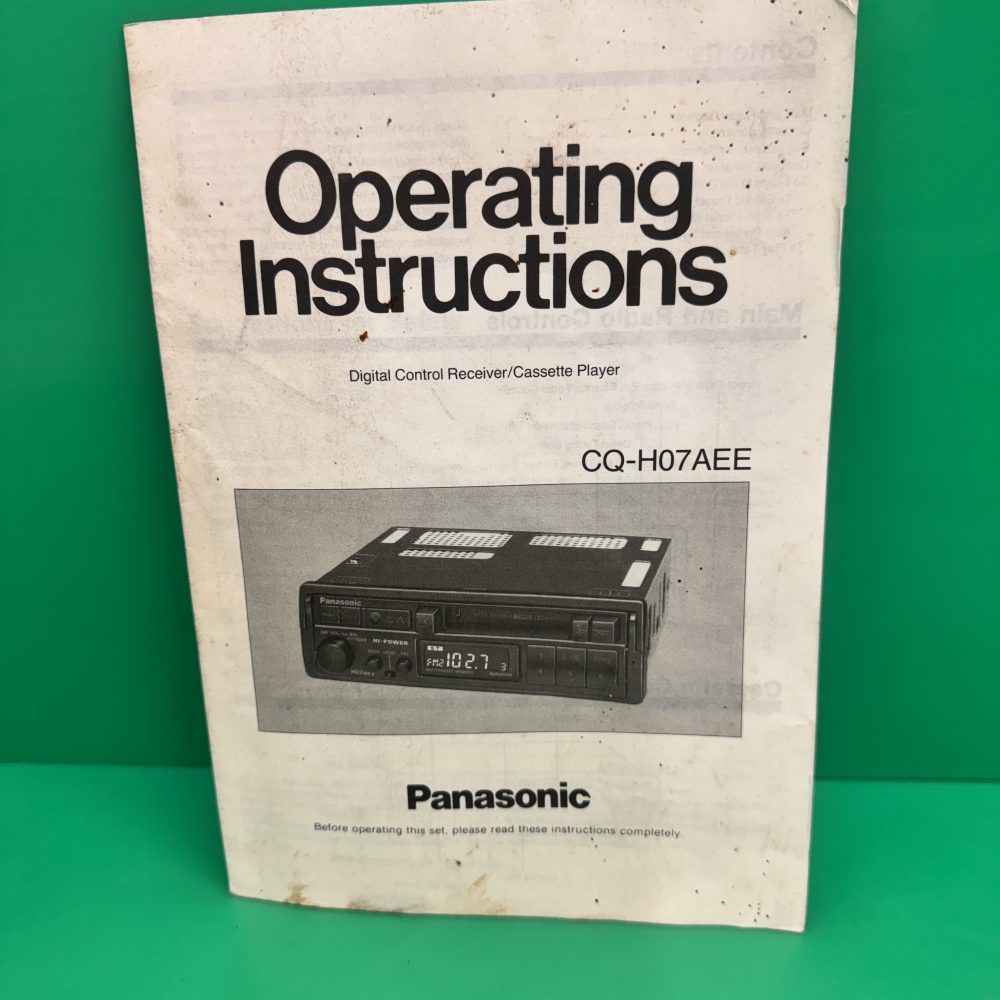 Operating
Instructions
Digital Control Receiver/Cassette Player
CQ-H07AEE
Panasonic
HI-POWER
FM2 102.7 3
Panasonic
Before operating this set, please read these instructions completely.